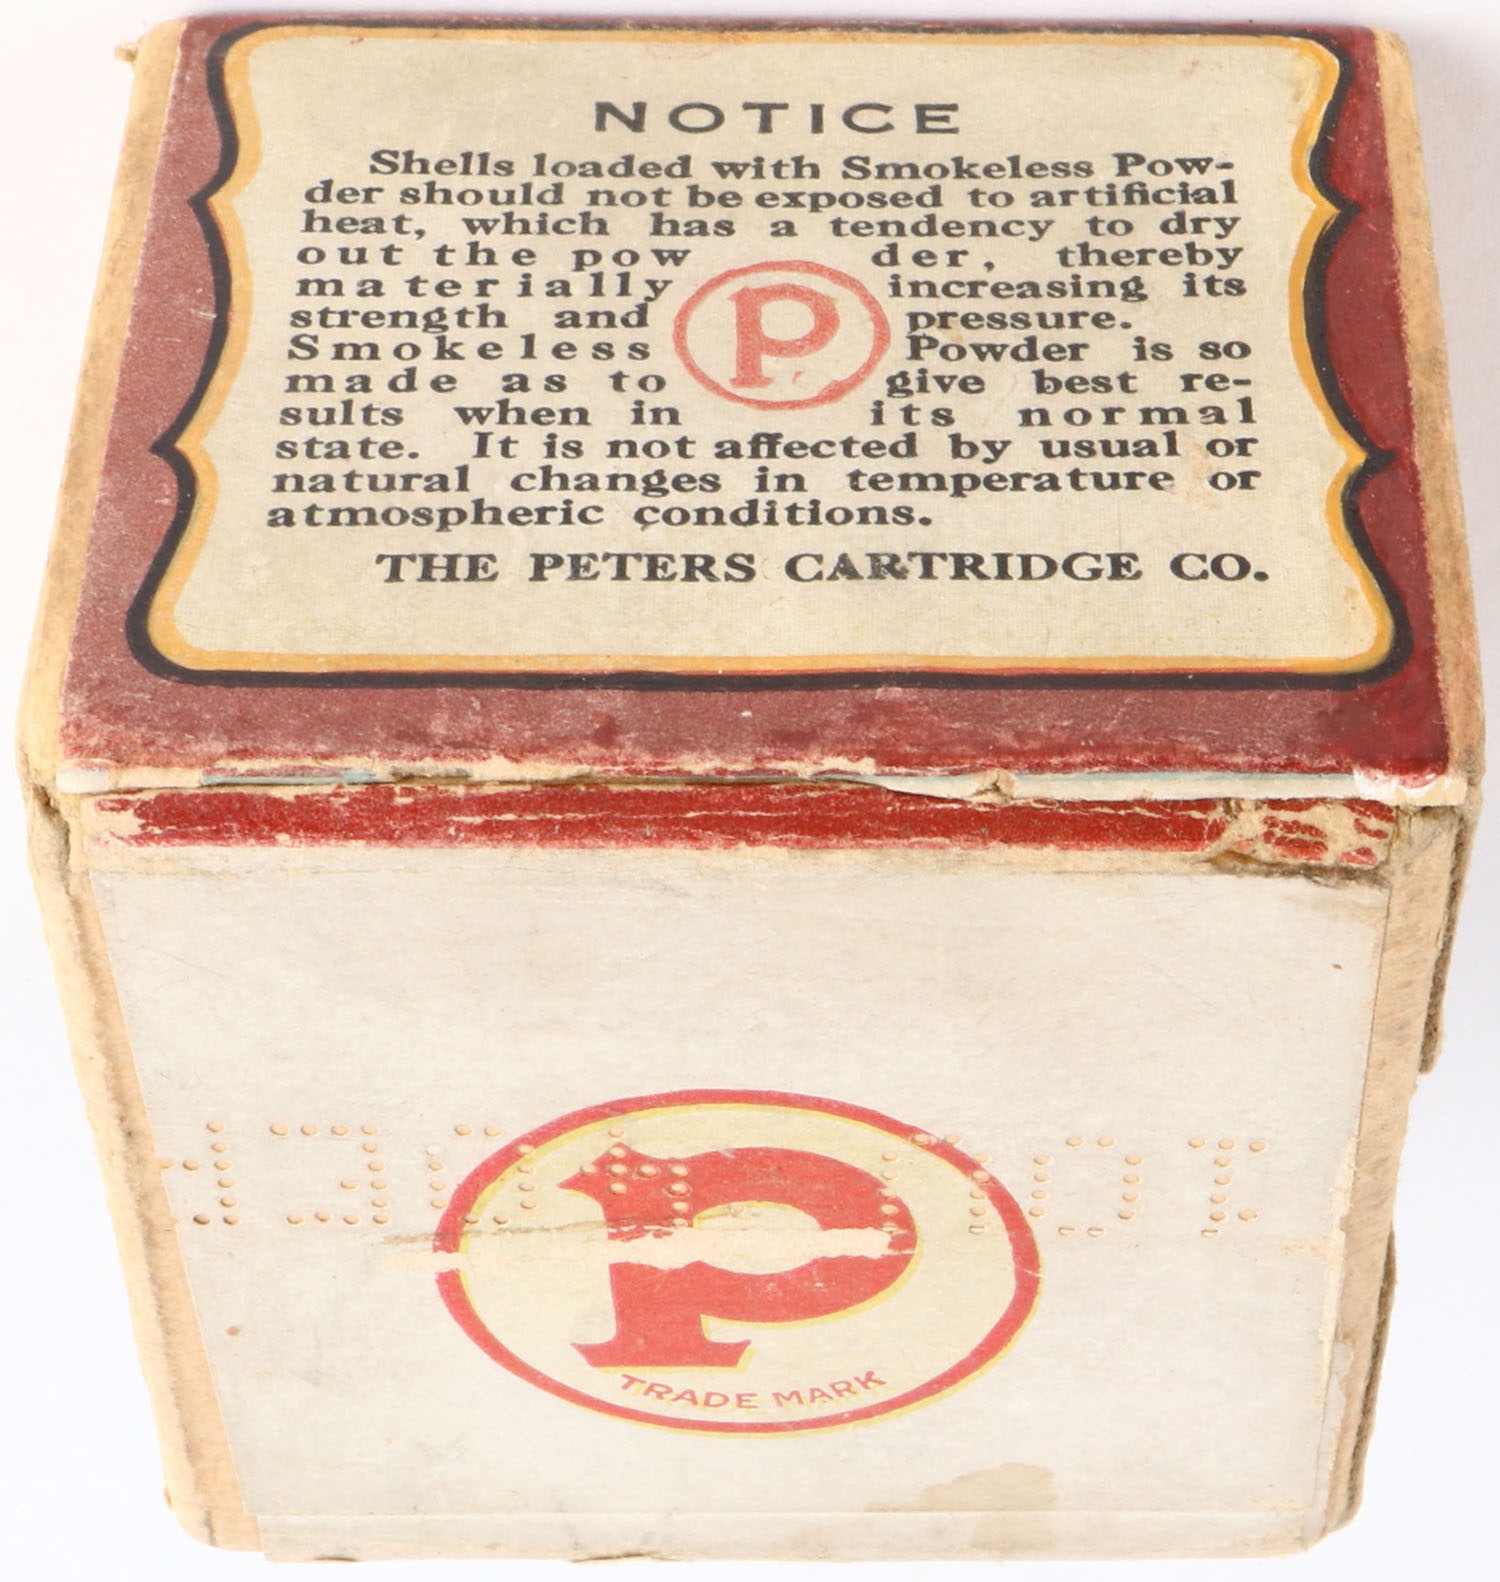 NOTICE
Shells loaded with Smokeless Pow-
der should not be exposed to artificial
heat, which has a tendency to dry
out the pow der, thereby
materially increasing its
strength and P pressure.
Smokeless Powder is so
made as to give best re-
sults when in its normal
state. It is not affected by usual or
natural changes in temperature or
atmospheric conditions.
THE PETERS CARTRIDGE CO.
P
TRADE MARK